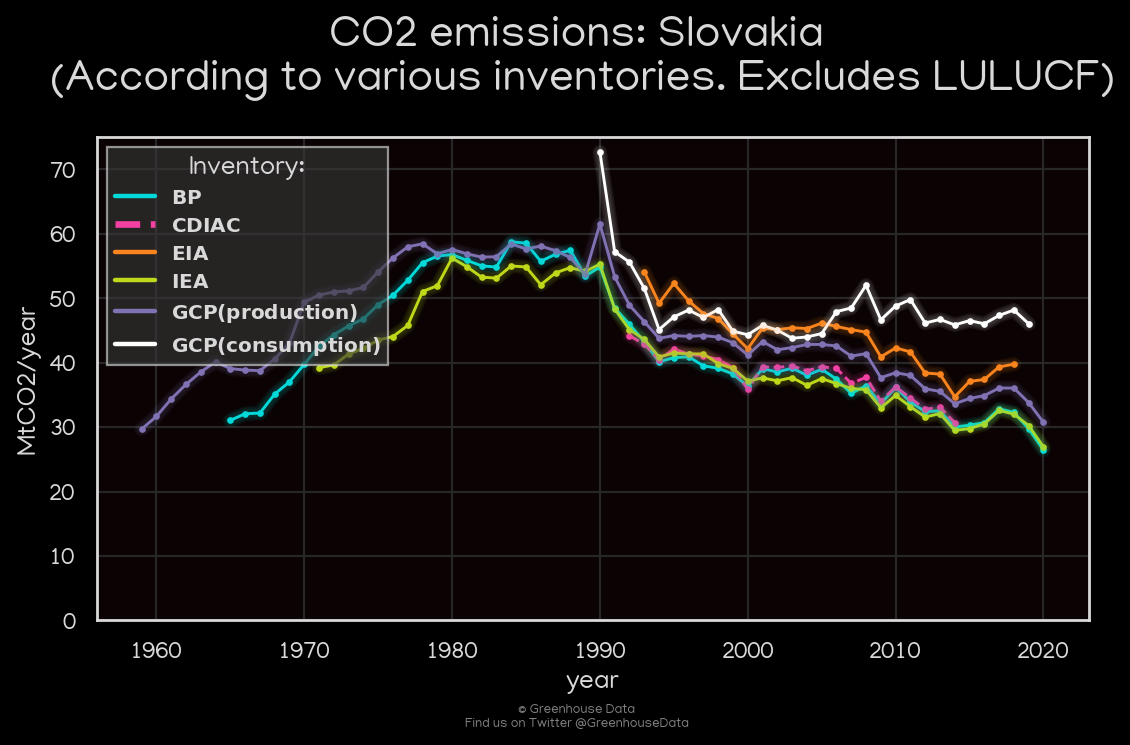 CO2 emissions: Slovakia
(According to various inventories. Excludes LULUCF)
Inventory:
BP
CDIAC
EIA
IEA
GCP(production)
GCP(consumption)
MtCO2/year
70
60
50
40
30
20
10
0
1960 1970 1980 1990 2000 2010 2020
year
© Greenhouse Data
Find us on Twitter @GreenhouseData